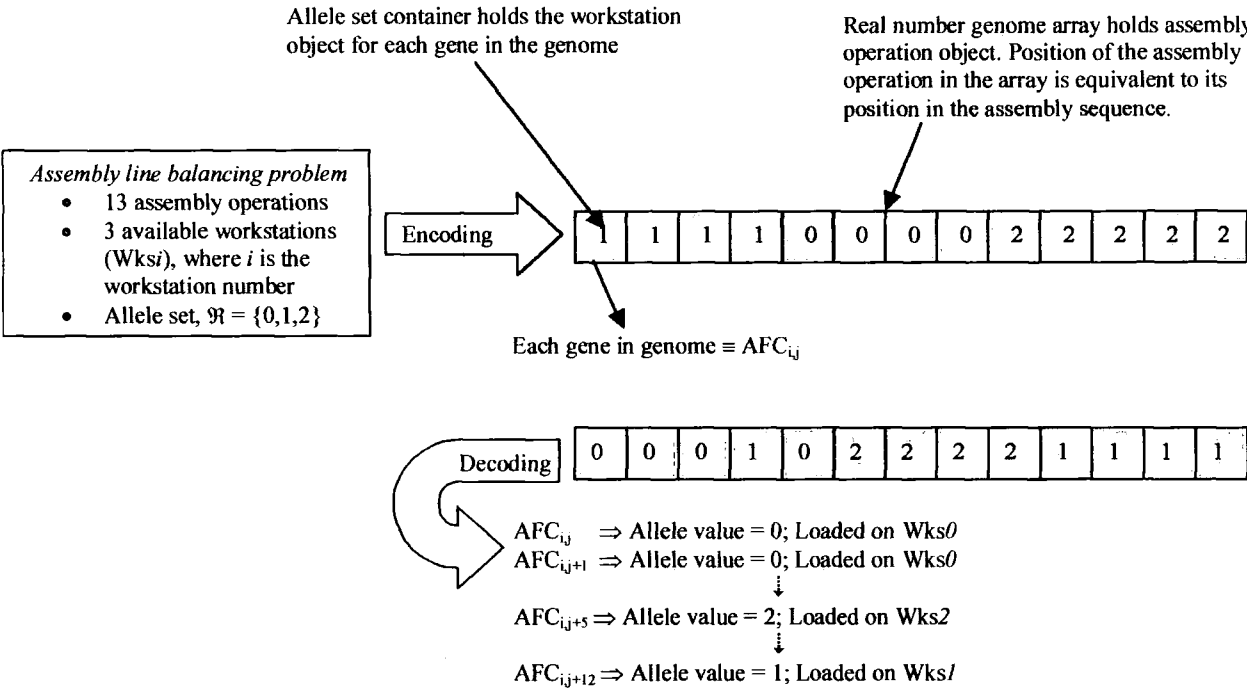 Allele set container holds the workstation
object for each gene in the genome
Real number genome array holds assembly
operation object. Position of the assembly
operation in the array is equivalent to its
position in the assembly sequence.
Assembly line balancing problem
• 13 assembly operations
• 3 available workstations
(Wksi), where i is the
workstation number
• Allele set, ℜ = {0,1,2}
Encoding
1 1 1 1 0 0 0 0 2 2 2 2 2
Each gene in genome ≡ AFC_{i,j}
Decoding
0 0 0 1 0 2 2 2 2 1 1 1 1
AFC_{i,j} ⇒ Allele value = 0; Loaded on Wks0
AFC_{i,j+1} ⇒ Allele value = 0; Loaded on Wks0
AFC_{i,j+5} ⇒ Allele value = 2; Loaded on Wks2
AFC_{i,j+12} ⇒ Allele value = 1; Loaded on Wks1